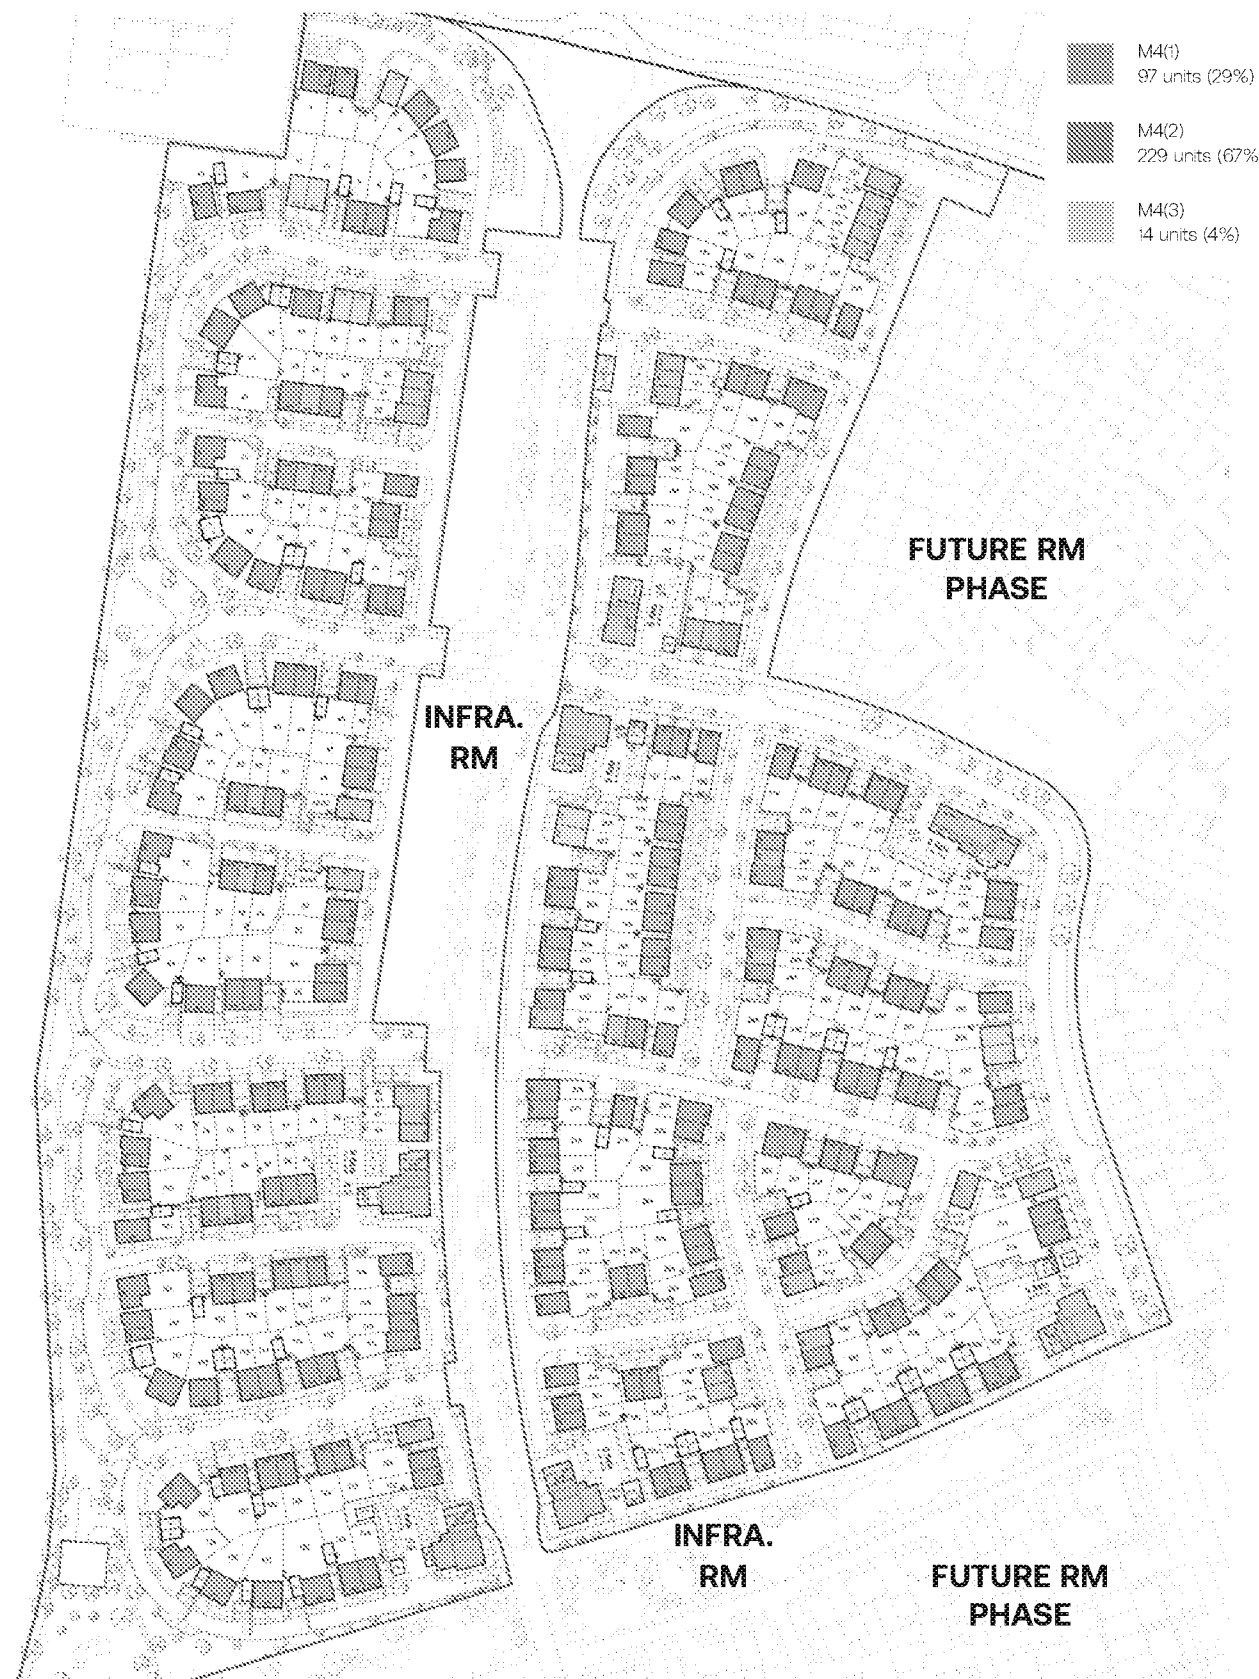 M4(1)
97 units (29%)
M4(2)
229 units (67%
M4(3)
14 units (4%)
FUTURE RM
PHASE
INFRA.
RM
INFRA.
RM
FUTURE RM
PHASE